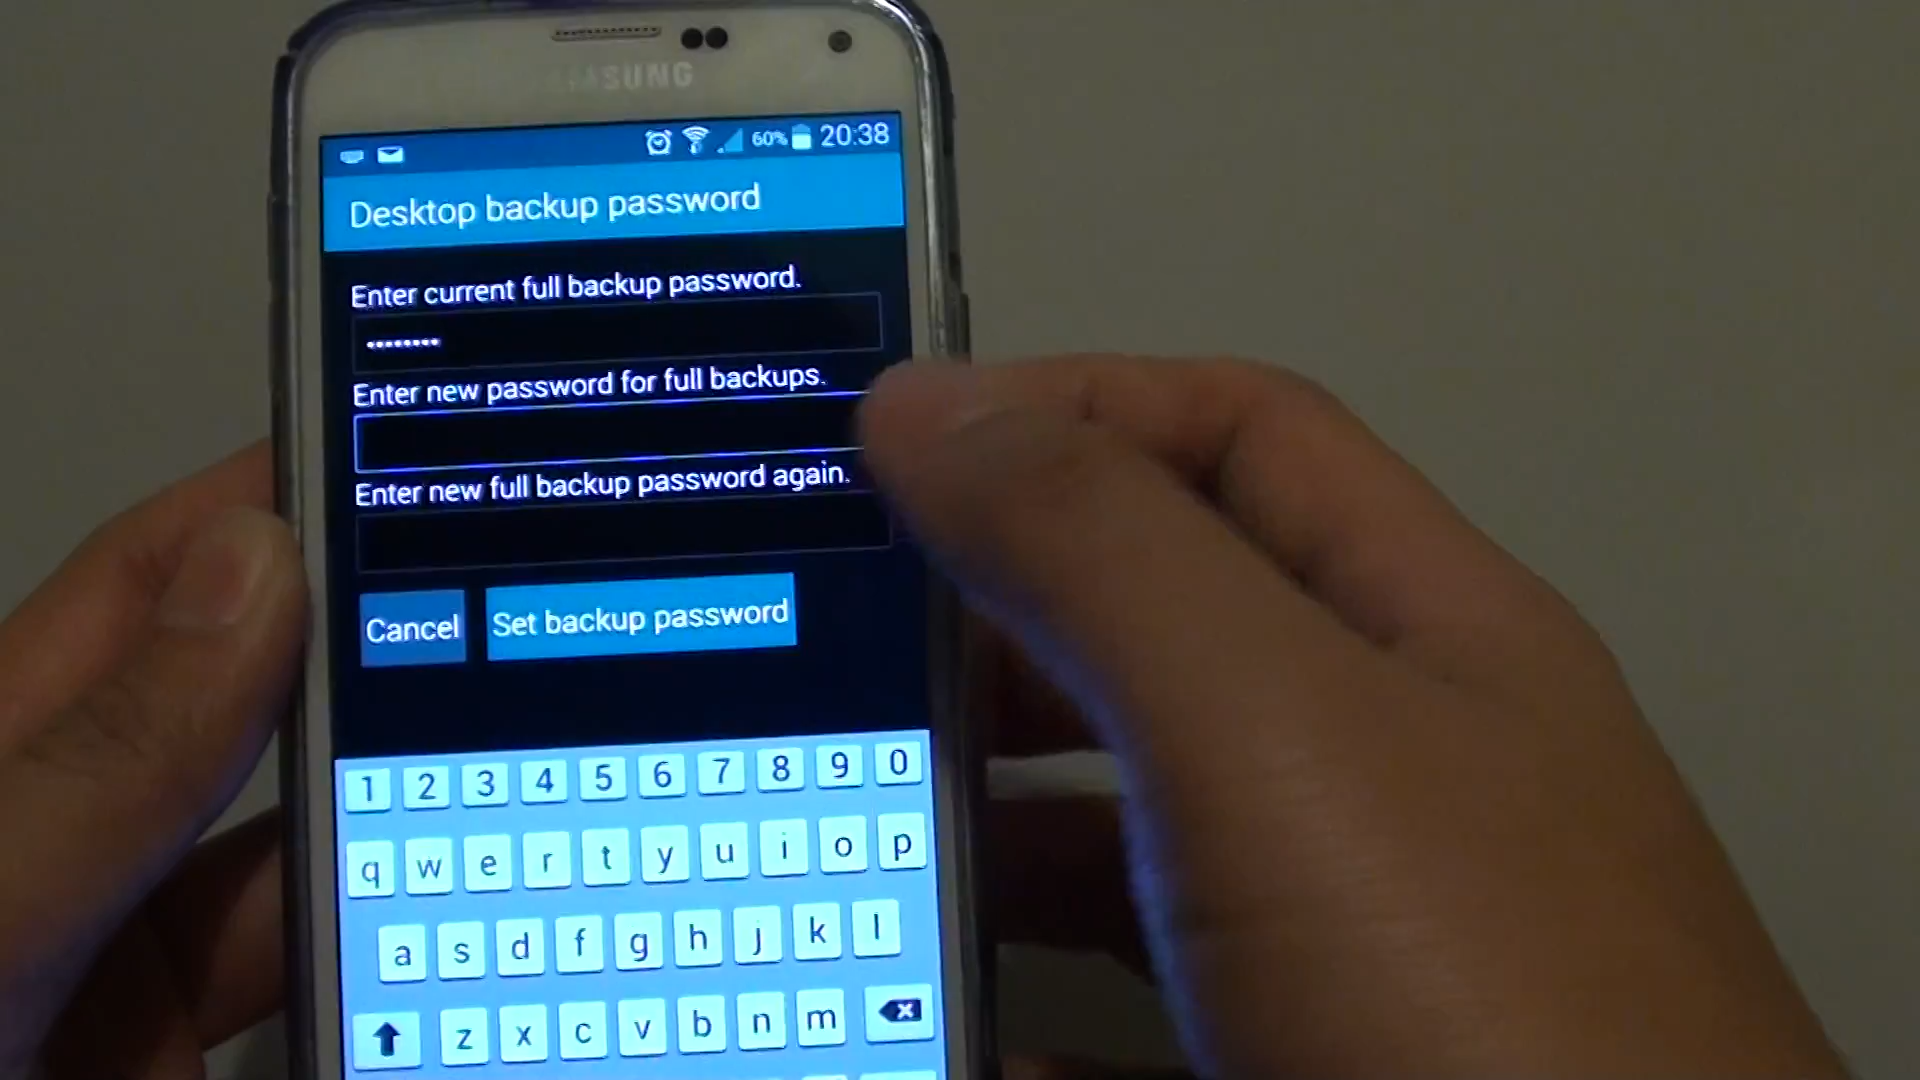 SAMSUNG
60% 20:38
Desktop backup password
Enter current full backup password.
••••••••
Enter new password for full backups.
Enter new full backup password again.
Cancel Set backup password
1 2 3 4 5 6 7 8 9 0
q w e r t y u i o p
a s d f g h j k l
z x c v b n m